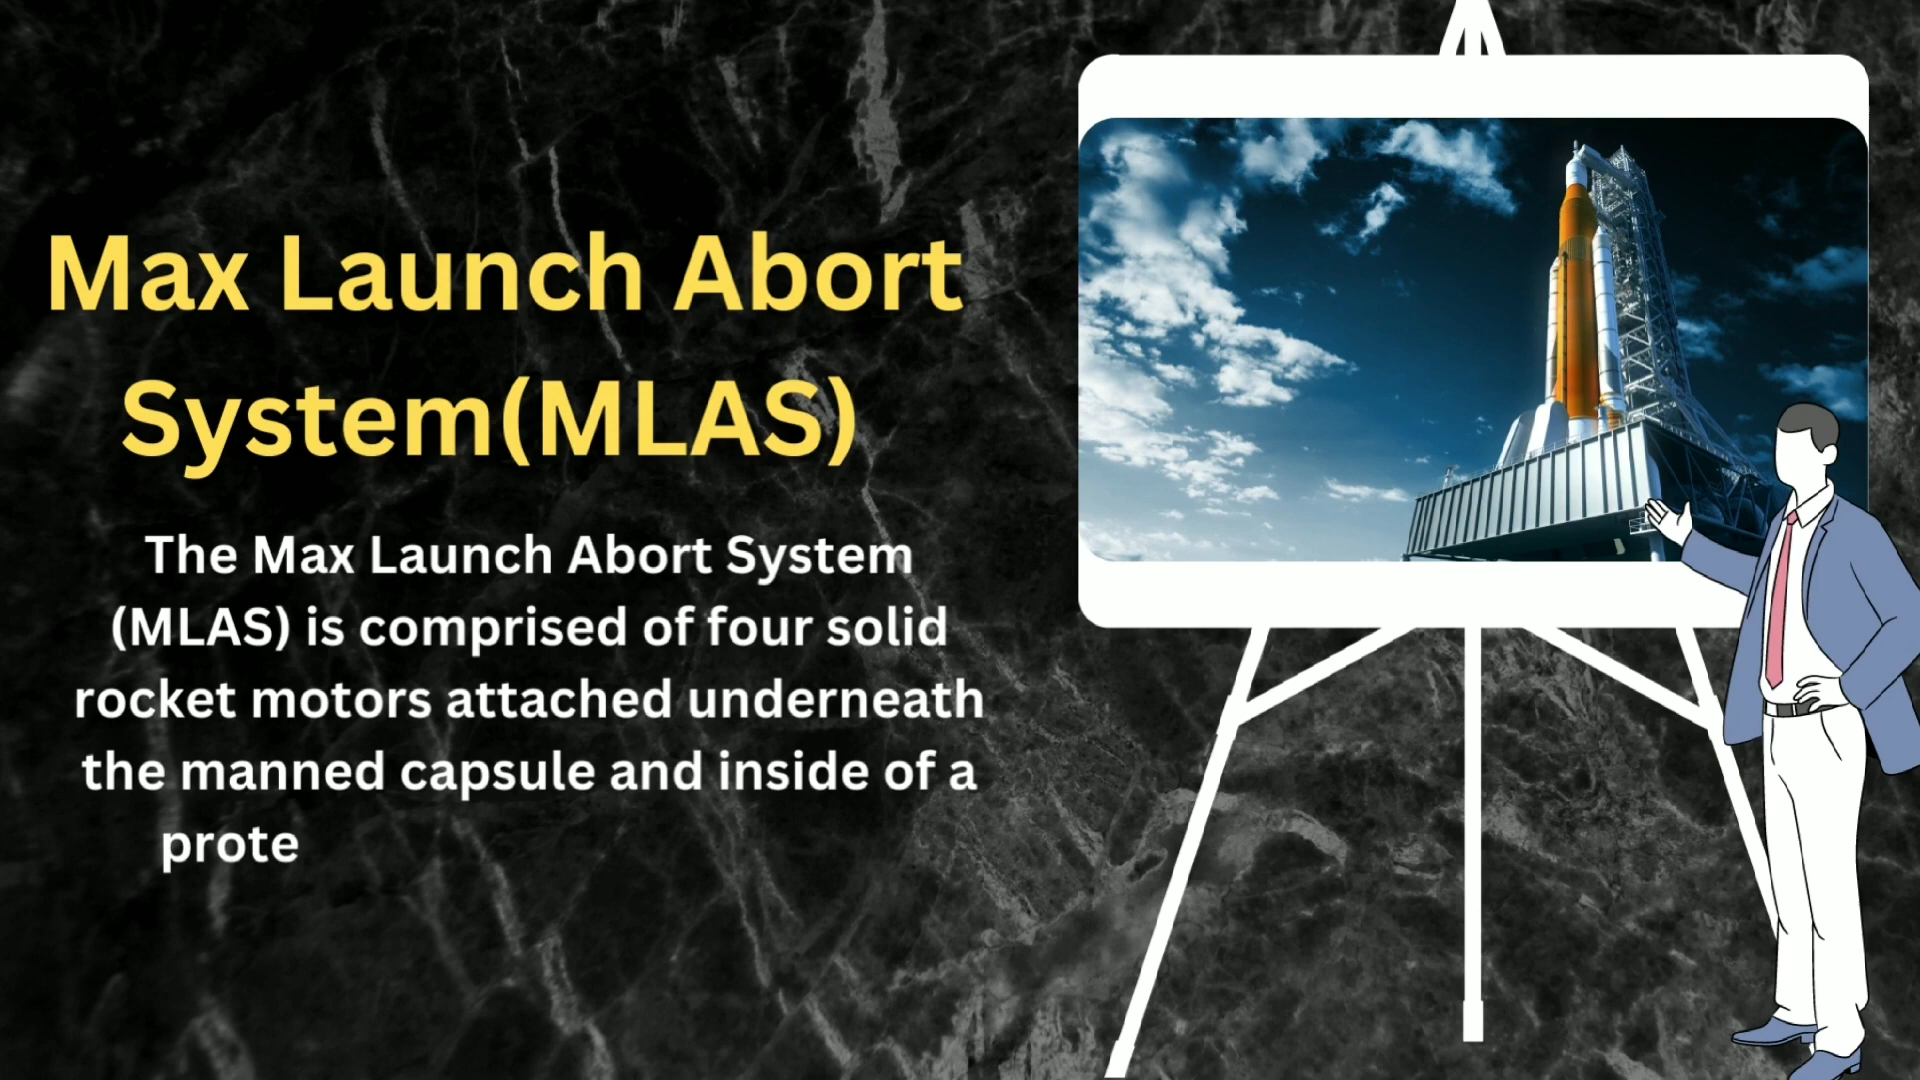 Max Launch Abort
System(MLAS)
The Max Launch Abort System
(MLAS) is comprised of four solid
rocket motors attached underneath
the manned capsule and inside of a
prote